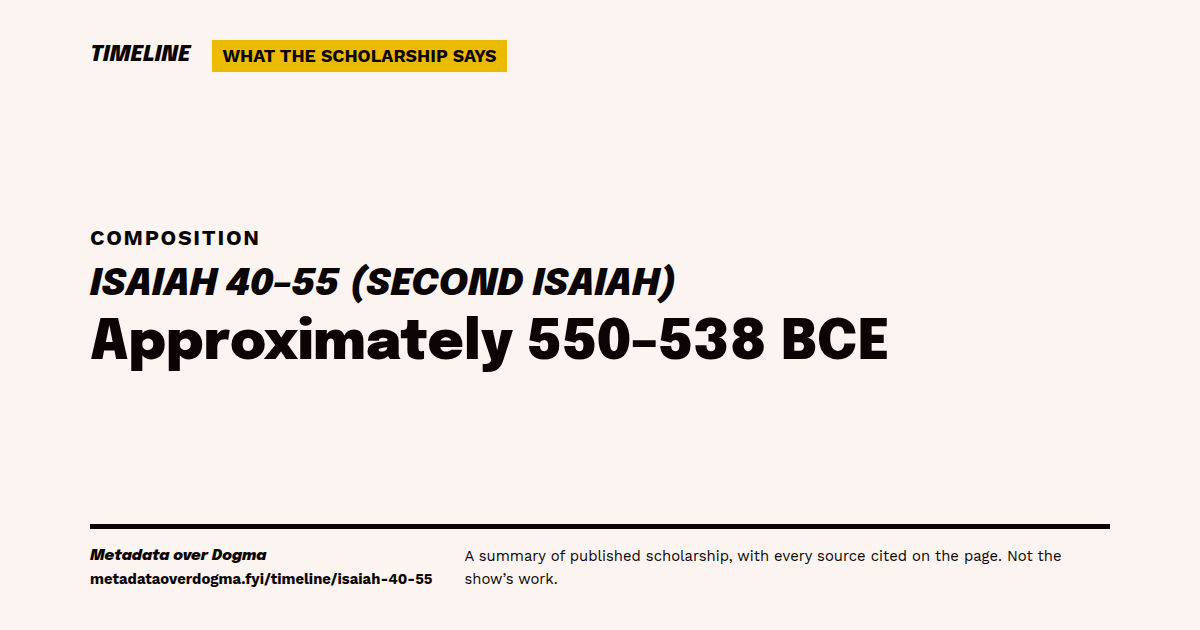 TIMELINE
WHAT THE SCHOLARSHIP SAYS
COMPOSITION
ISAIAH 40–55 (SECOND ISAIAH)
Approximately 550–538 BCE
Metadata over Dogma
metadataoverdogma.fyi/timeline/isaiah-40-55
A summary of published scholarship, with every source cited on the page. Not the
show’s work.